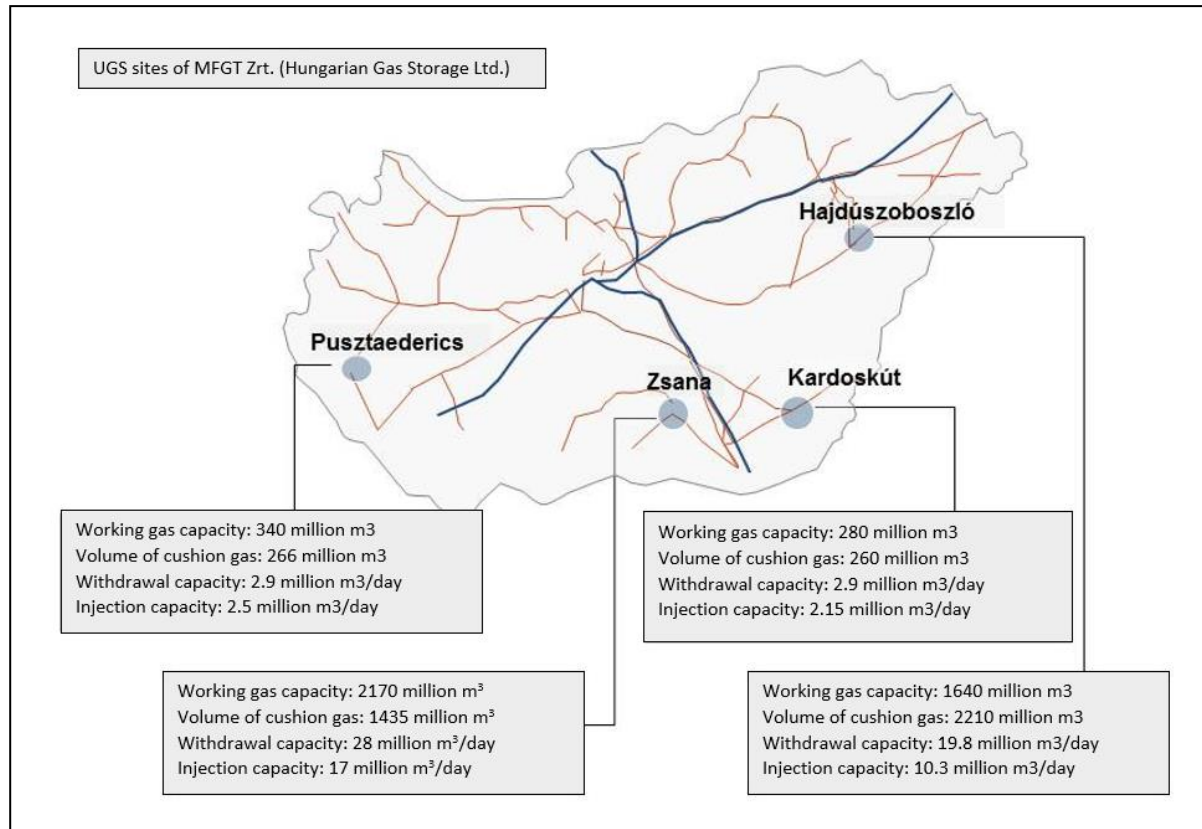 UGS sites of MFGT Zrt. (Hungarian Gas Storage Ltd.)
Hajdúszoboszló
Pusztaederics
Zsana
Kardoskút
Working gas capacity: 340 million m3
Volume of cushion gas: 266 million m3
Withdrawal capacity: 2.9 million m3/day
Injection capacity: 2.5 million m3/day
Working gas capacity: 280 million m3
Volume of cushion gas: 260 million m3
Withdrawal capacity: 2.9 million m3/day
Injection capacity: 2.15 million m3/day
Working gas capacity: 2170 million m³
Volume of cushion gas: 1435 million m³
Withdrawal capacity: 28 million m³/day
Injection capacity: 17 million m³/day
Working gas capacity: 1640 million m3
Volume of cushion gas: 2210 million m3
Withdrawal capacity: 19.8 million m3/day
Injection capacity: 10.3 million m3/day